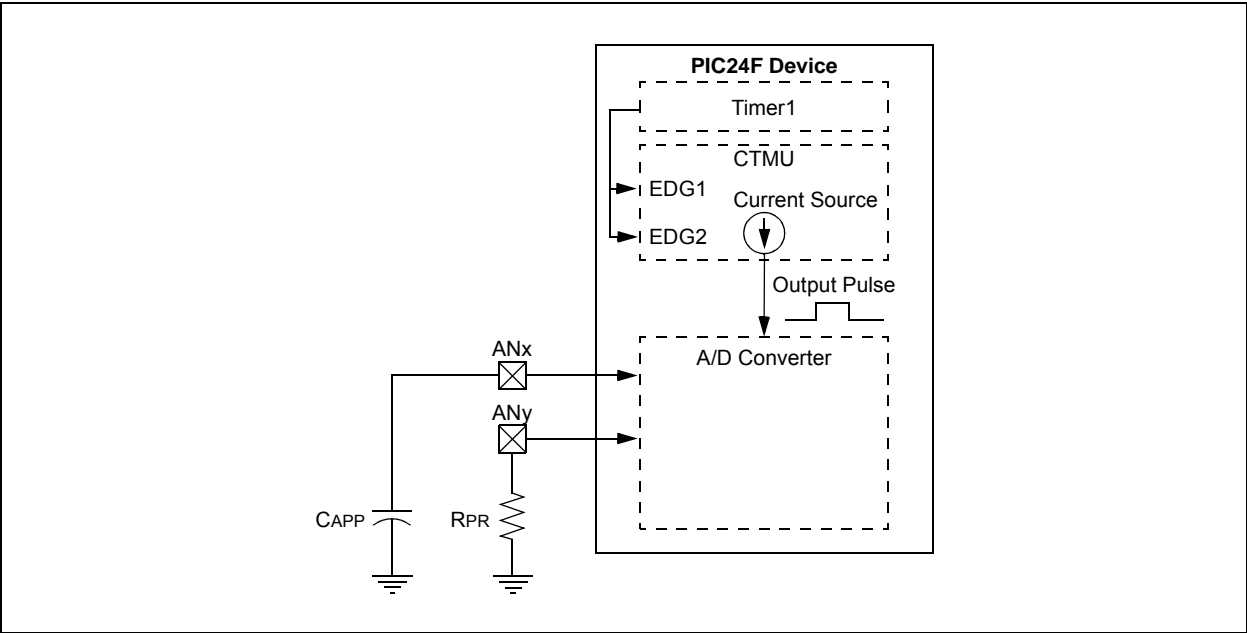 PIC24F Device
Timer1
CTMU
EDG1
Current Source
EDG2
Output Pulse
ANx
A/D Converter
ANy
CAPP
RPR